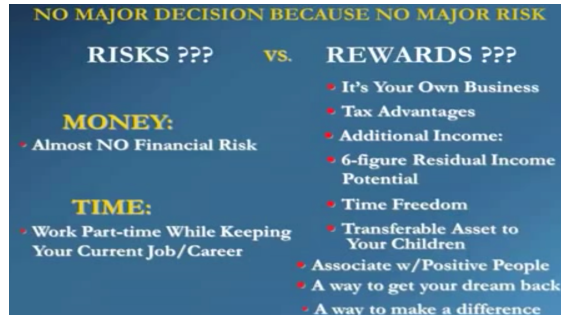 NO MAJOR DECISION BECAUSE NO MAJOR RISK
RISKS ??? vs. REWARDS ???
MONEY:
• Almost NO Financial Risk
TIME:
• Work Part-time While Keeping
Your Current Job/Career
• It's Your Own Business
• Tax Advantages
• Additional Income:
• 6-figure Residual Income
Potential
• Time Freedom
• Transferable Asset to
Your Children
• Associate w/Positive People
• A way to get your dream back
• A way to make a difference